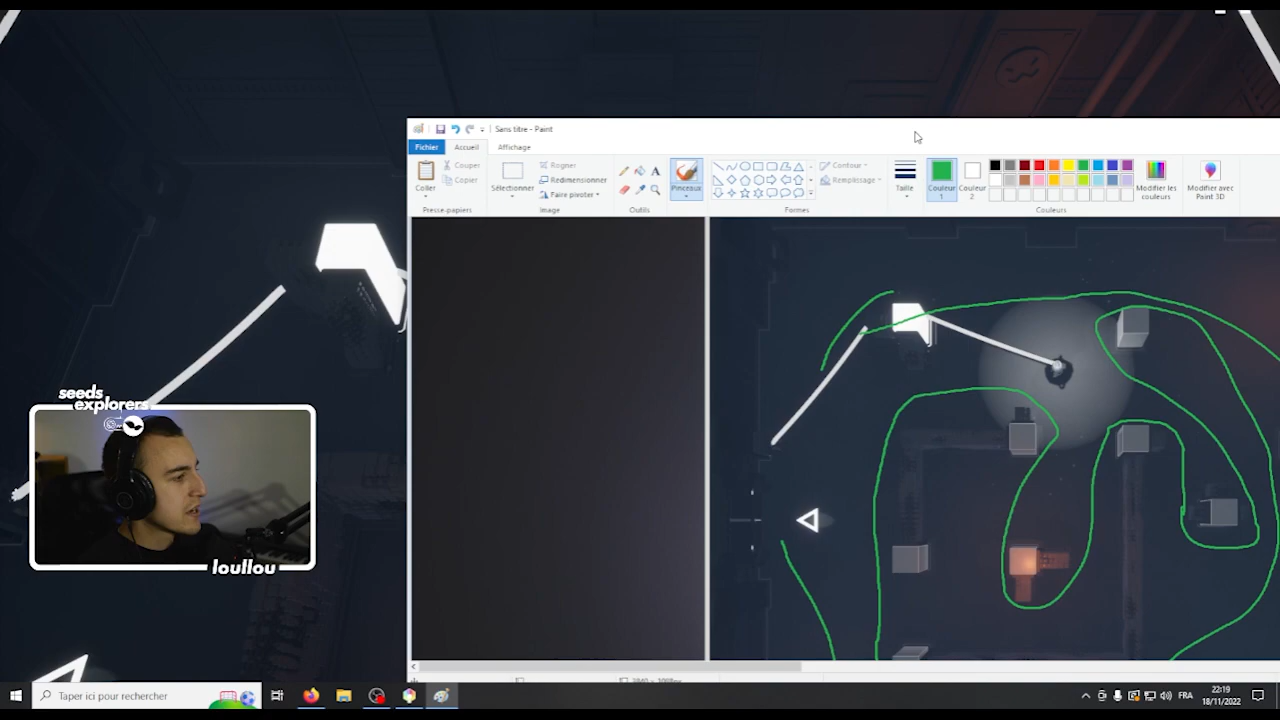 Sans titre - Paint
Fichier Accueil Affichage
Coller
Couper
Copier
Presse-papiers
Sélectionner
Rogner
Redimensionner
Faire pivoter
Image
Outils
Pinceaux
Contour
Remplissage
Formes
Taille
Couleur 1
Couleur 2
Modifier les couleurs
Modifier avec Paint 3D
Couleurs
seeds
explorers
loullou
Taper ici pour rechercher
FRA
22:19
18/11/2022